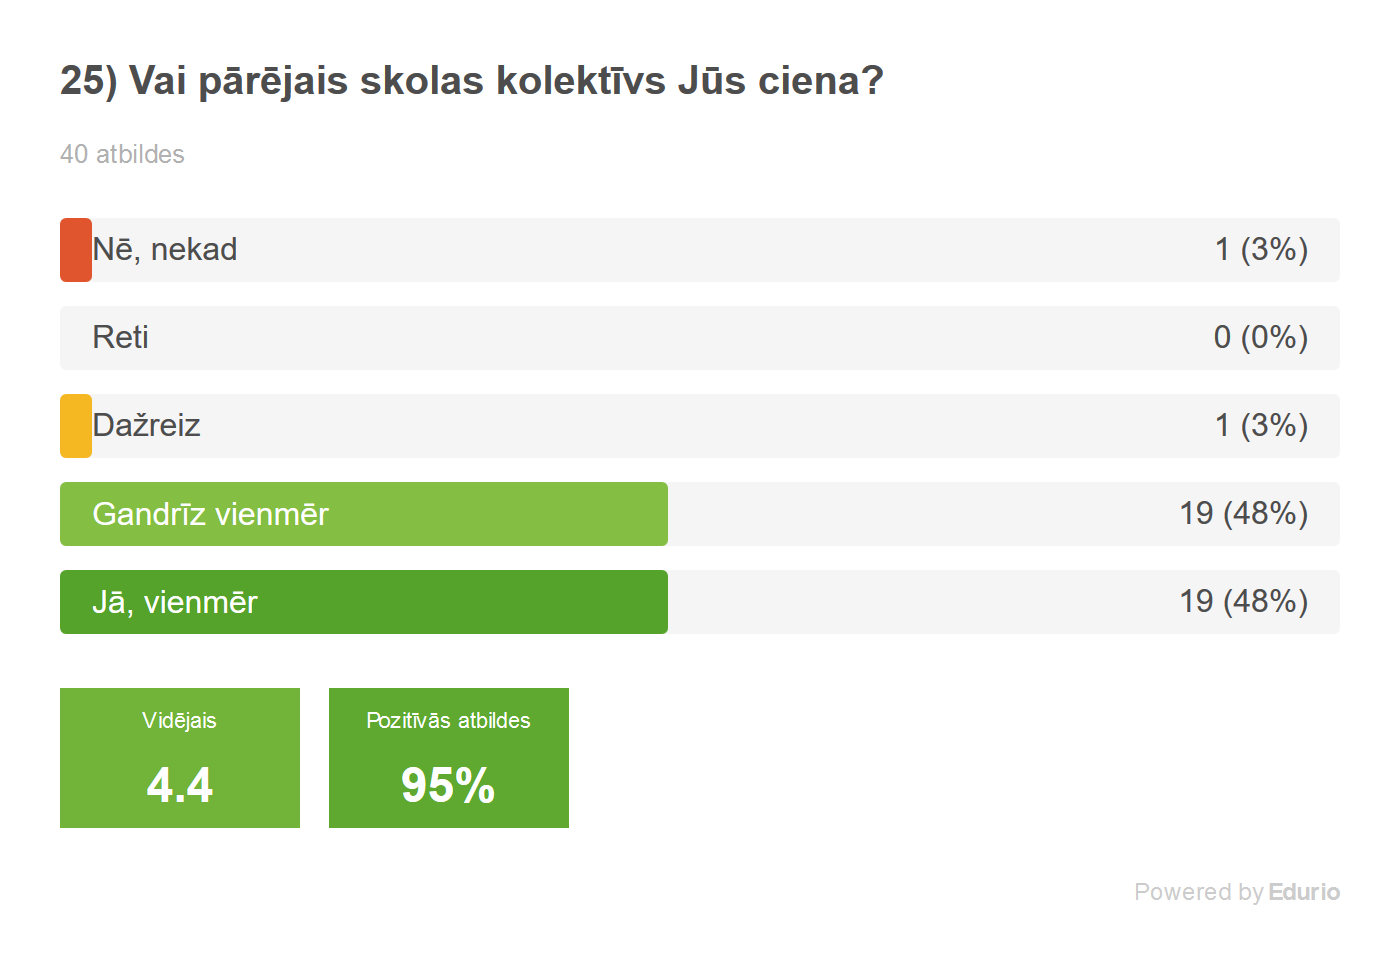 25) Vai pārējais skolas kolektīvs Jūs ciena?
40 atbildes
Nē, nekad 1 (3%)
Reti 0 (0%)
Dažreiz 1 (3%)
Gandrīz vienmēr 19 (48%)
Jā, vienmēr 19 (48%)
Vidējais Pozitīvās atbildes
4.4 95%
Powered by Edurio